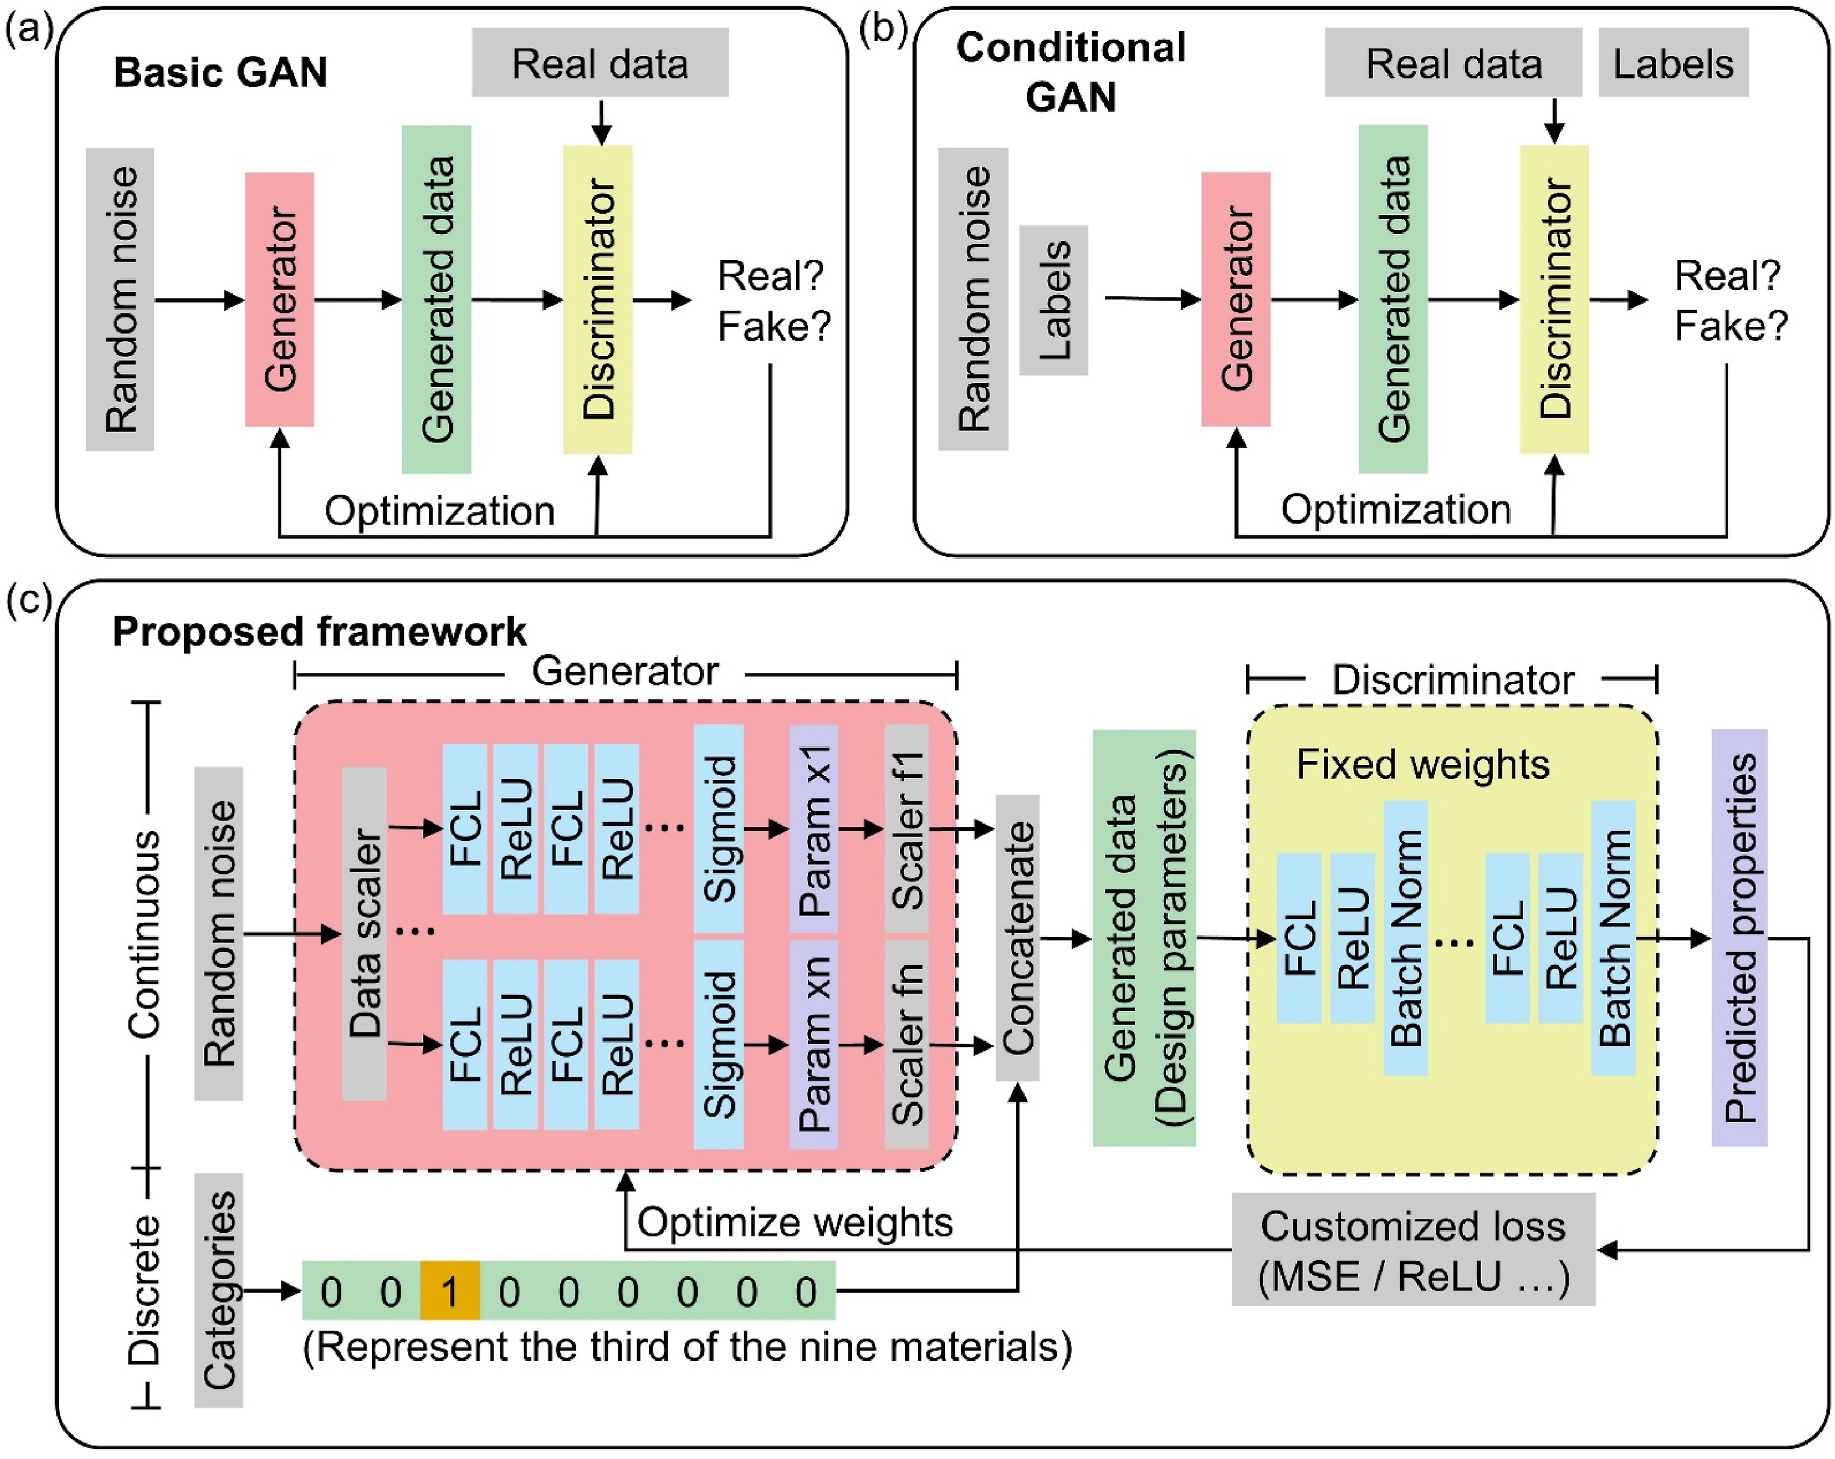 (a)
Basic GAN
Real data
Random noise
Generator
Generated data
Discriminator
Real?
Fake?
Optimization
(b)
Conditional
GAN
Real data
Labels
Random noise
Labels
Generator
Generated data
Discriminator
Real?
Fake?
Optimization
(c)
Proposed framework
Generator
Discriminator
Continuous
Random noise
Data scaler
FCL
ReLU
FCL
ReLU
...
Sigmoid
Param x1
Scaler f1
...
FCL
ReLU
FCL
ReLU
...
Sigmoid
Param xn
Scaler fn
Concatenate
Generated data
(Design parameters)
Fixed weights
FCL
ReLU
Batch Norm
...
FCL
ReLU
Batch Norm
Predicted properties
Optimize weights
Customized loss
(MSE / ReLU ...)
Discrete
Categories
0 0 1 0 0 0 0 0 0
(Represent the third of the nine materials)